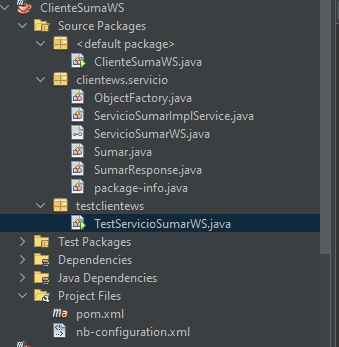 ClienteSumaWS
Source Packages
<default package>
ClienteSumaWS.java
clientews.servicio
ObjectFactory.java
ServicioSumarImplService.java
ServicioSumarWS.java
Sumar.java
SumarResponse.java
package-info.java
testclientews
TestServicioSumarWS.java
Test Packages
Dependencies
Java Dependencies
Project Files
pom.xml
nb-configuration.xml